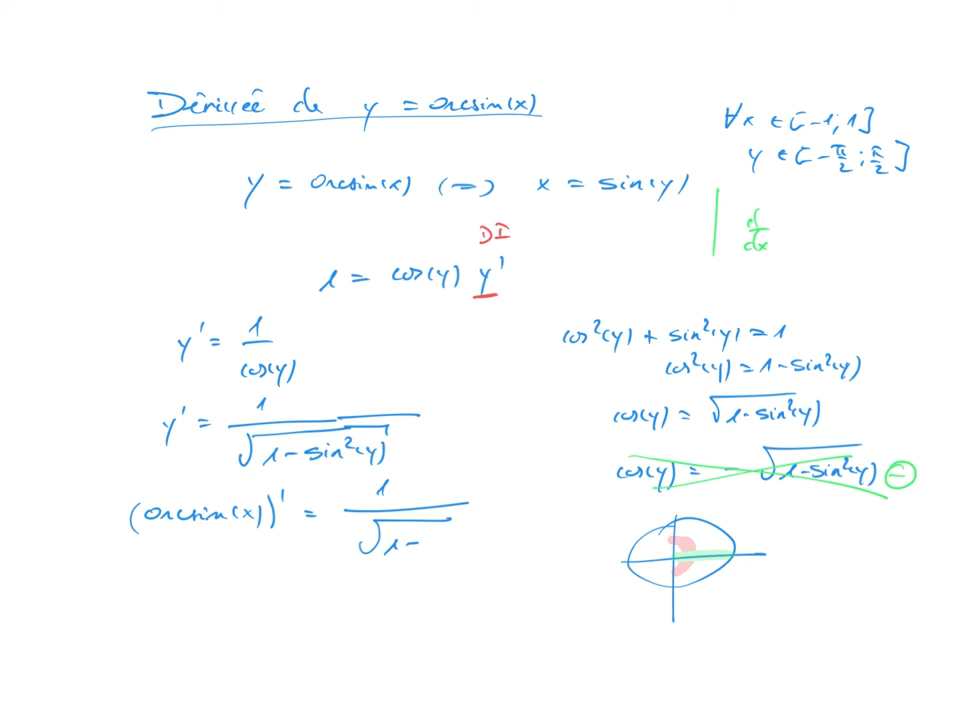 Dérivée de y = arcsin(x)
∀x ∈ [-1; 1]
y ∈ [-π/2 ; π/2]
y = arcsin(x) (=) x = sin(y)
d/dx
DI
1 = cos(y) y'
y' = 1/cos(y)
cos²(y) + sin²(y) = 1
cos²(y) = 1 - sin²(y)
y' = 1/√(1 - sin²(y))
cos(y) = √(1 - sin²(y))
cos(y) = - √(1 - sin²(y)) (-)
(arcsin(x))' = 1/√(1 -